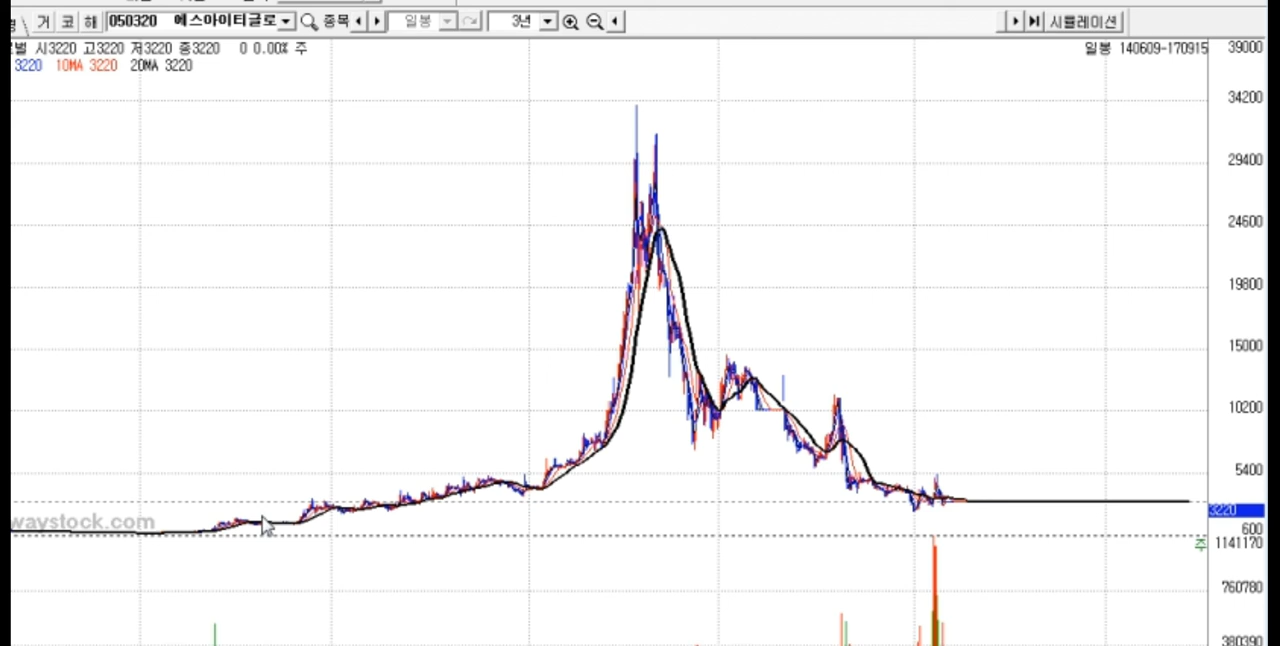 거 코 해 050320 에스마이티글로 종목 일봉 3년 시뮬레이션
벌 시3220 고3220 저3220 종3220 0 0.00% 주 일봉 140609-170915
3220 10MA 3220 20MA 3220
39000
34200
29400
24600
19800
15000
10200
5400
3220
waystock.com
600
주 1141170
760780
380390